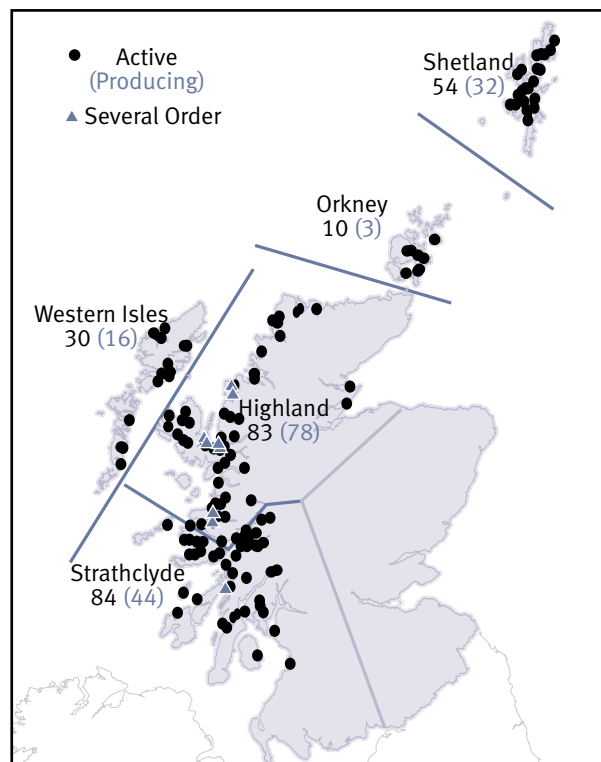 Active
(Producing)
Several Order
Shetland
54 (32)
Orkney
10 (3)
Western Isles
30 (16)
Highland
83 (78)
Strathclyde
84 (44)